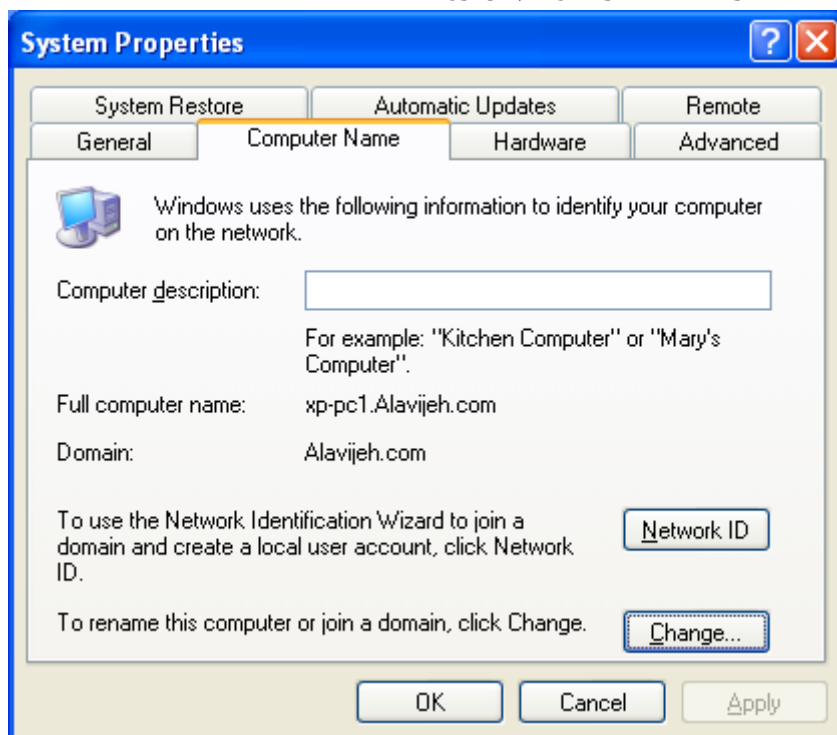 System Properties
System Restore
Automatic Updates
Remote
General
Computer Name
Hardware
Advanced
Windows uses the following information to identify your computer
on the network.
Computer description:
For example: "Kitchen Computer" or "Mary's
Computer".
Full computer name:
xp-pc1.Alavijeh.com
Domain:
Alavijeh.com
To use the Network Identification Wizard to join a
domain and create a local user account, click Network
ID.
Network ID
To rename this computer or join a domain, click Change.
Change...
OK
Cancel
Apply